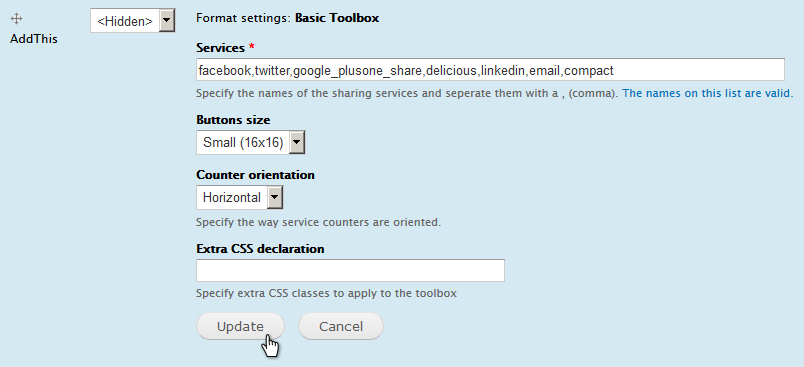 <Hidden>
AddThis
Format settings: Basic Toolbox
Services *
facebook,twitter,google_plusone_share,delicious,linkedin,email,compact
Specify the names of the sharing services and seperate them with a , (comma). The names on this list are valid.
Buttons size
Small (16x16)
Counter orientation
Horizontal
Specify the way service counters are oriented.
Extra CSS declaration
Specify extra CSS classes to apply to the toolbox
Update Cancel